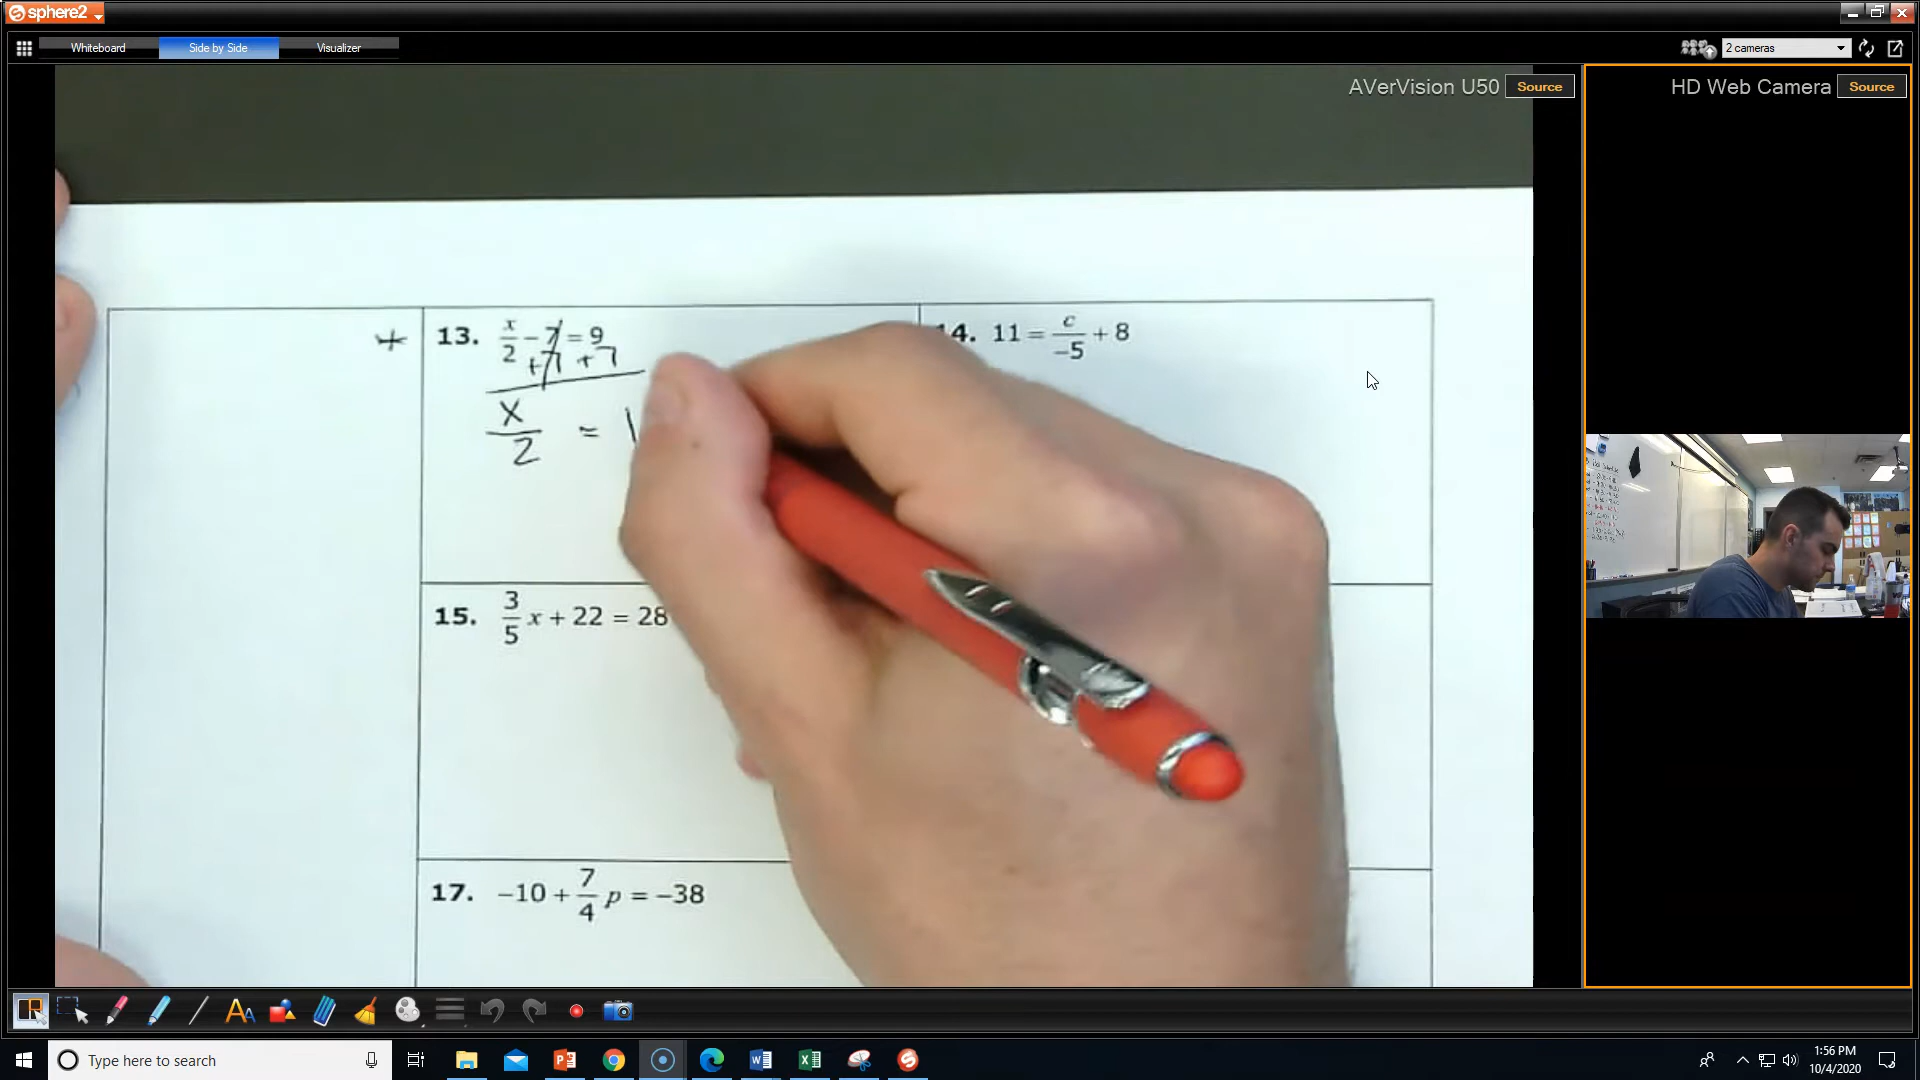 sphere2
Whiteboard Side by Side Visualizer
2 cameras
AVerVision U50 Source
HD Web Camera Source
* 13. x/2 − 7 = 9
+7 +7
x/2 = 1
14. 11 = c/−5 + 8
15. 3/5 x + 22 = 28
17. −10 + 7/4 p = −38
Type here to search
1:56 PM
10/4/2020